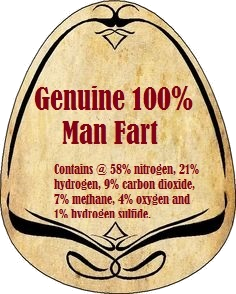 Genuine 100%
Man Fart
Contains @ 58% nitrogen, 21%
hydrogen, 9% carbon dioxide,
7% methane, 4% oxygen and
1% hydrogen sulfide.